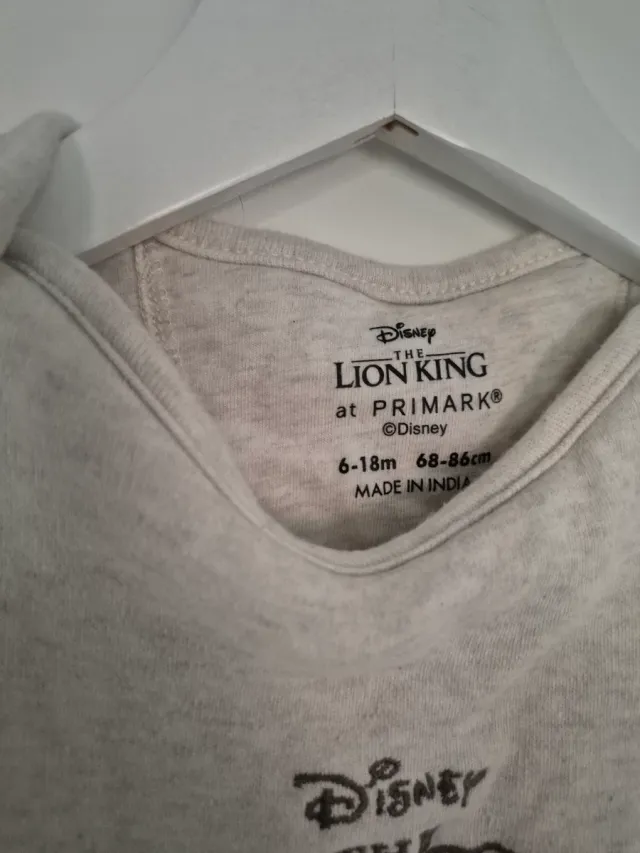 Disney
THE
LION KING
at PRIMARK®
©Disney
6-18m 68-86cm
MADE IN INDIA
Disney